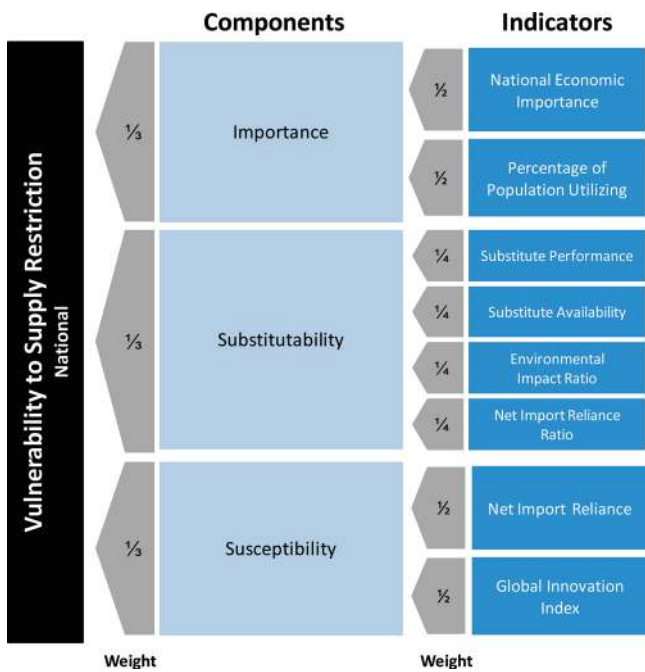 Components
Indicators
Vulnerability to Supply Restriction
National
⅓
Importance
½
National Economic
Importance
½
Percentage of
Population Utilizing
⅓
Substitutability
¼
Substitute Performance
¼
Substitute Availability
¼
Environmental
Impact Ratio
¼
Net Import Reliance
Ratio
⅓
Susceptibility
½
Net Import Reliance
½
Global Innovation
Index
Weight
Weight